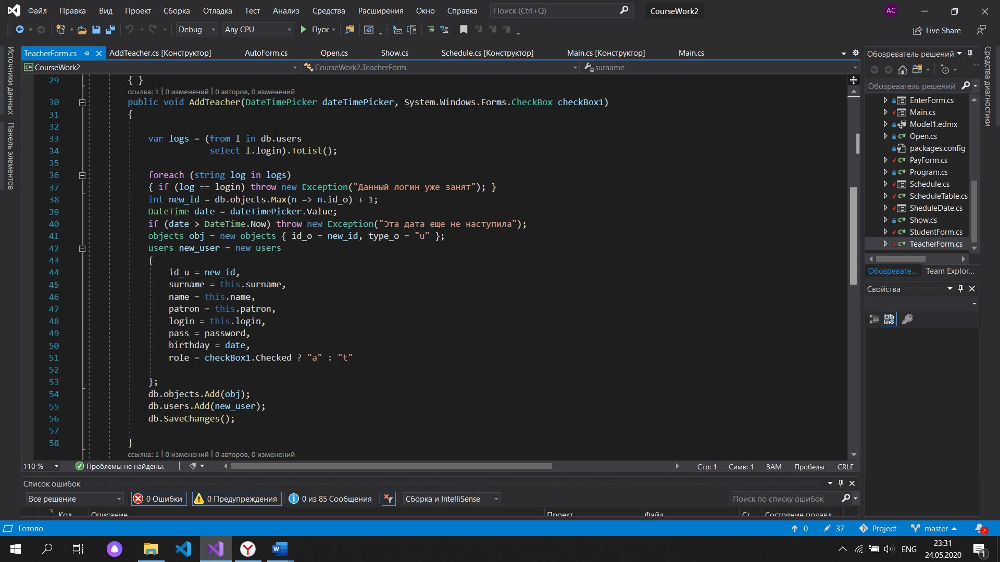 Файл Правка Вид Проект Сборка Отладка Тест Анализ Средства Расширения Окно Справка Поиск (Ctrl+Q) CourseWork2 AC
Debug Any CPU Пуск Live Share
TeacherForm.cs AddTeacher.cs [Конструктор] AutoForm.cs Open.cs Show.cs Schedule.cs [Конструктор] Main.cs [Конструктор] Main.cs
C# CourseWork2 CourseWork2.TeacherForm surname
Источники данных
Панель элементов
29 { }
ссылка: 1 | 0 изменений | 0 авторов, 0 изменений
30 public void AddTeacher(DateTimePicker dateTimePicker, System.Windows.Forms.CheckBox checkBox1)
31 {
32
33 var logs = (from l in db.users
34 select l.login).ToList();
35
36 foreach (string log in logs)
37 { if (log == login) throw new Exception("Данный логин уже занят"); }
38 int new_id = db.objects.Max(n => n.id_o) + 1;
39 DateTime date = dateTimePicker.Value;
40 if (date > DateTime.Now) throw new Exception("Эта дата еще не наступила");
41 objects obj = new objects { id_o = new_id, type_o = "u" };
42 users new_user = new users
43 {
44 id_u = new_id,
45 surname = this.surname,
46 name = this.name,
47 patron = this.patron,
48 login = this.login,
49 pass = password,
50 birthday = date,
51 role = checkBox1.Checked ? "a" : "t"
52
53 };
54 db.objects.Add(obj);
55 db.users.Add(new_user);
56 db.SaveChanges();
57
58 }
ссылка: 1 | 0 изменений | 0 авторов, 0 изменений
110 % Проблемы не найдены. Стр: 1 Симв: 1 ЗАМ Пробелы CRLF
Список ошибок
Все решение 0 Ошибки 0 Предупреждения 0 из 85 Сообщения Сборка и IntelliSense Поиск по списку ошибок
Код Описание Проект Файл Ст Состояние подавл
Обозреватель решений
Обозреватель решений
EnterForm.cs
Main.cs
Model1.edmx
C# Open.cs
packages.config
C# PayForm.cs
C# Program.cs
Schedule.cs
C# ScheduleTable.cs
SheduleDate.cs
C# Show.cs
C# StudentForm.cs
C# TeacherForm.cs
Обозревате... Team Explor...
Свойства
Средства диагностики
Готово 0 37 Project master 2
W ENG 23:31 24.05.2020 1